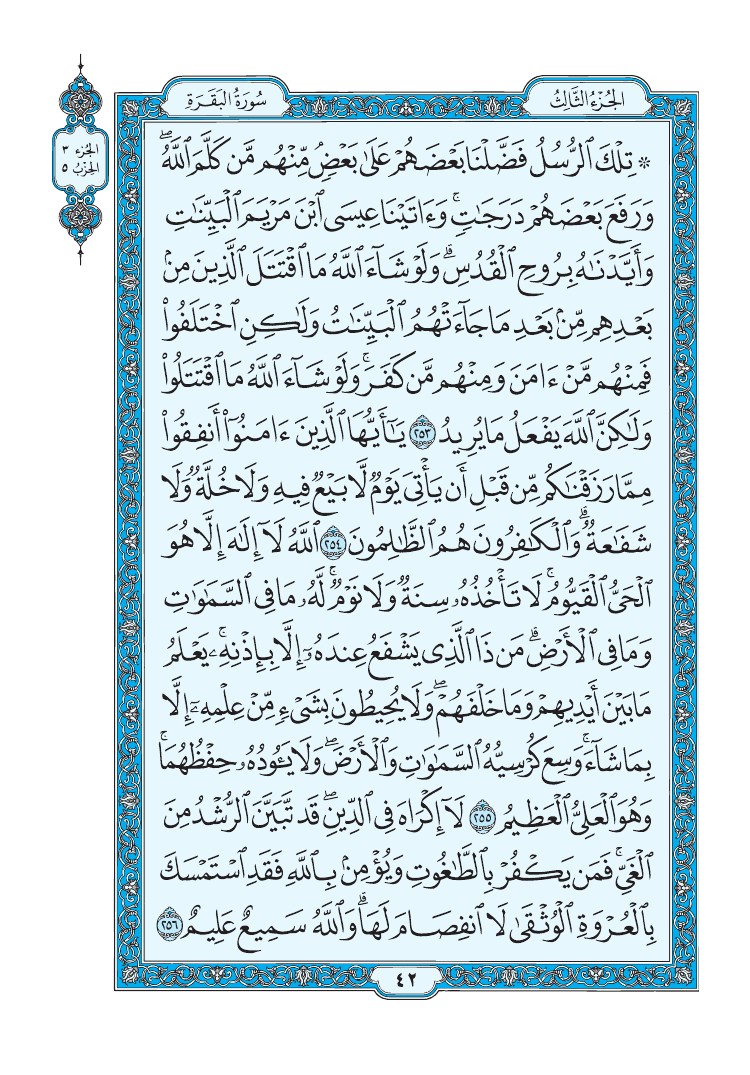 الجُزْءُ الثَّالِثُ
سُورَةُ البَقَرَةِ
الجزء ٣
الحزب ٥
۞ تِلْكَ ٱلرُّسُلُ فَضَّلْنَا بَعْضَهُمْ عَلَىٰ بَعْضٍۘ مِّنْهُم مَّن كَلَّمَ ٱللَّهُۖ
وَرَفَعَ بَعْضَهُمْ دَرَجَٰتٍۚ وَءَاتَيْنَا عِيسَى ٱبْنَ مَرْيَمَ ٱلْبَيِّنَٰتِ
وَأَيَّدْنَٰهُ بِرُوحِ ٱلْقُدُسِۗ وَلَوْ شَآءَ ٱللَّهُ مَا ٱقْتَتَلَ ٱلَّذِينَ مِنۢ
بَعْدِهِم مِّنۢ بَعْدِ مَا جَآءَتْهُمُ ٱلْبَيِّنَٰتُ وَلَٰكِنِ ٱخْتَلَفُوا۟
فَمِنْهُم مَّنْ ءَامَنَ وَمِنْهُم مَّن كَفَرَۚ وَلَوْ شَآءَ ٱللَّهُ مَا ٱقْتَتَلُوا۟
وَلَٰكِنَّ ٱللَّهَ يَفْعَلُ مَا يُرِيدُ ٢٥٣ يَٰٓأَيُّهَا ٱلَّذِينَ ءَامَنُوٓا۟ أَنفِقُوا۟
مِمَّا رَزَقْنَٰكُم مِّن قَبْلِ أَن يَأْتِىَ يَوْمٌ لَّا بَيْعٌ فِيهِ وَلَا خُلَّةٌ وَلَا
شَفَٰعَةٌۗ وَٱلْكَٰفِرُونَ هُمُ ٱلظَّٰلِمُونَ ٢٥٤ ٱللَّهُ لَآ إِلَٰهَ إِلَّا هُوَ
ٱلْحَىُّ ٱلْقَيُّومُۚ لَا تَأْخُذُهُۥ سِنَةٌ وَلَا نَوْمٌۚ لَّهُۥ مَا فِى ٱلسَّمَٰوَٰتِ
وَمَا فِى ٱلْأَرْضِۗ مَن ذَا ٱلَّذِى يَشْفَعُ عِندَهُۥٓ إِلَّا بِإِذْنِهِۦۚ يَعْلَمُ
مَا بَيْنَ أَيْدِيهِمْ وَمَا خَلْفَهُمْۖ وَلَا يُحِيطُونَ بِشَىْءٍ مِّنْ عِلْمِهِۦٓ إِلَّا
بِمَا شَآءَۚ وَسِعَ كُرْسِيُّهُ ٱلسَّمَٰوَٰتِ وَٱلْأَرْضَۖ وَلَا يَـُٔودُهُۥ حِفْظُهُمَاۚ
وَهُوَ ٱلْعَلِىُّ ٱلْعَظِيمُ ٢٥٥ لَآ إِكْرَاهَ فِى ٱلدِّينِۖ قَد تَّبَيَّنَ ٱلرُّشْدُ مِنَ
ٱلْغَىِّۚ فَمَن يَكْفُرْ بِٱلطَّٰغُوتِ وَيُؤْمِنۢ بِٱللَّهِ فَقَدِ ٱسْتَمْسَكَ
بِٱلْعُرْوَةِ ٱلْوُثْقَىٰ لَا ٱنفِصَامَ لَهَاۗ وَٱللَّهُ سَمِيعٌ عَلِيمٌ ٢٥٦
٤٢